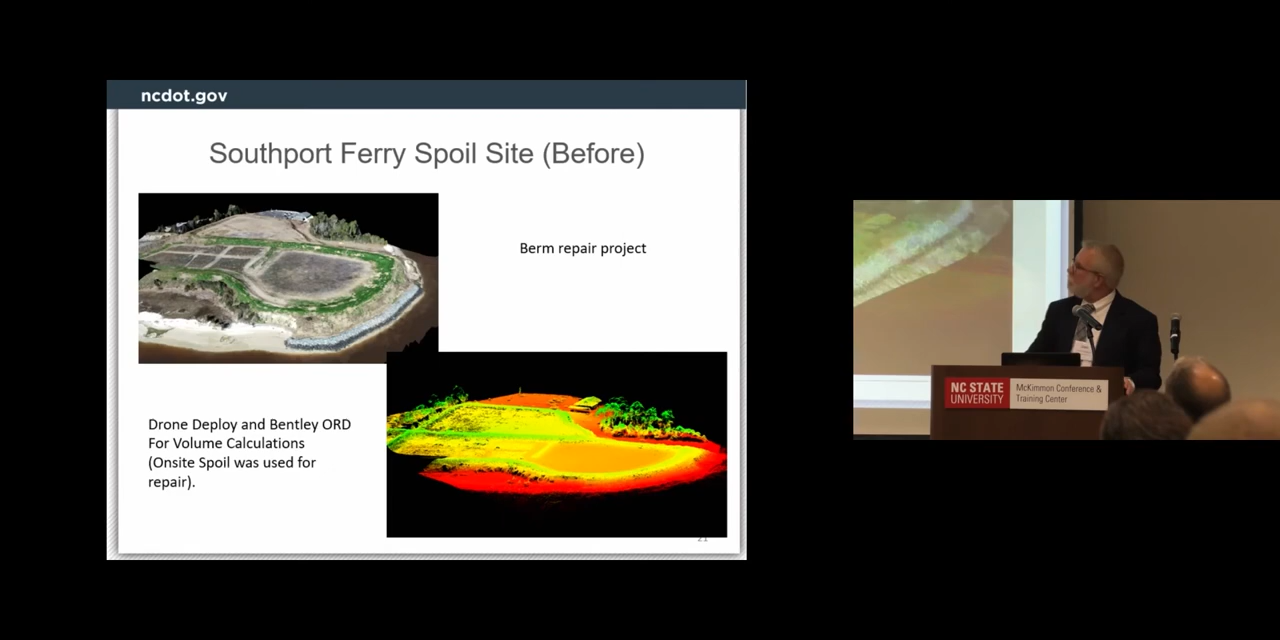 ncdot.gov
Southport Ferry Spoil Site (Before)
Berm repair project
Drone Deploy and Bentley ORD
For Volume Calculations
(Onsite Spoil was used for
repair).
21
NC STATE
UNIVERSITY
McKimmon Conference &
Training Center